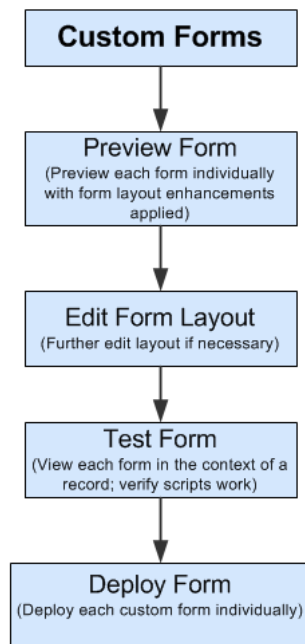 Custom Forms
Preview Form
(Preview each form individually
with form layout enhancements
applied)
Edit Form Layout
(Further edit layout if necessary)
Test Form
(View each form in the context of a
record; verify scripts work)
Deploy Form
(Deploy each custom form individually)